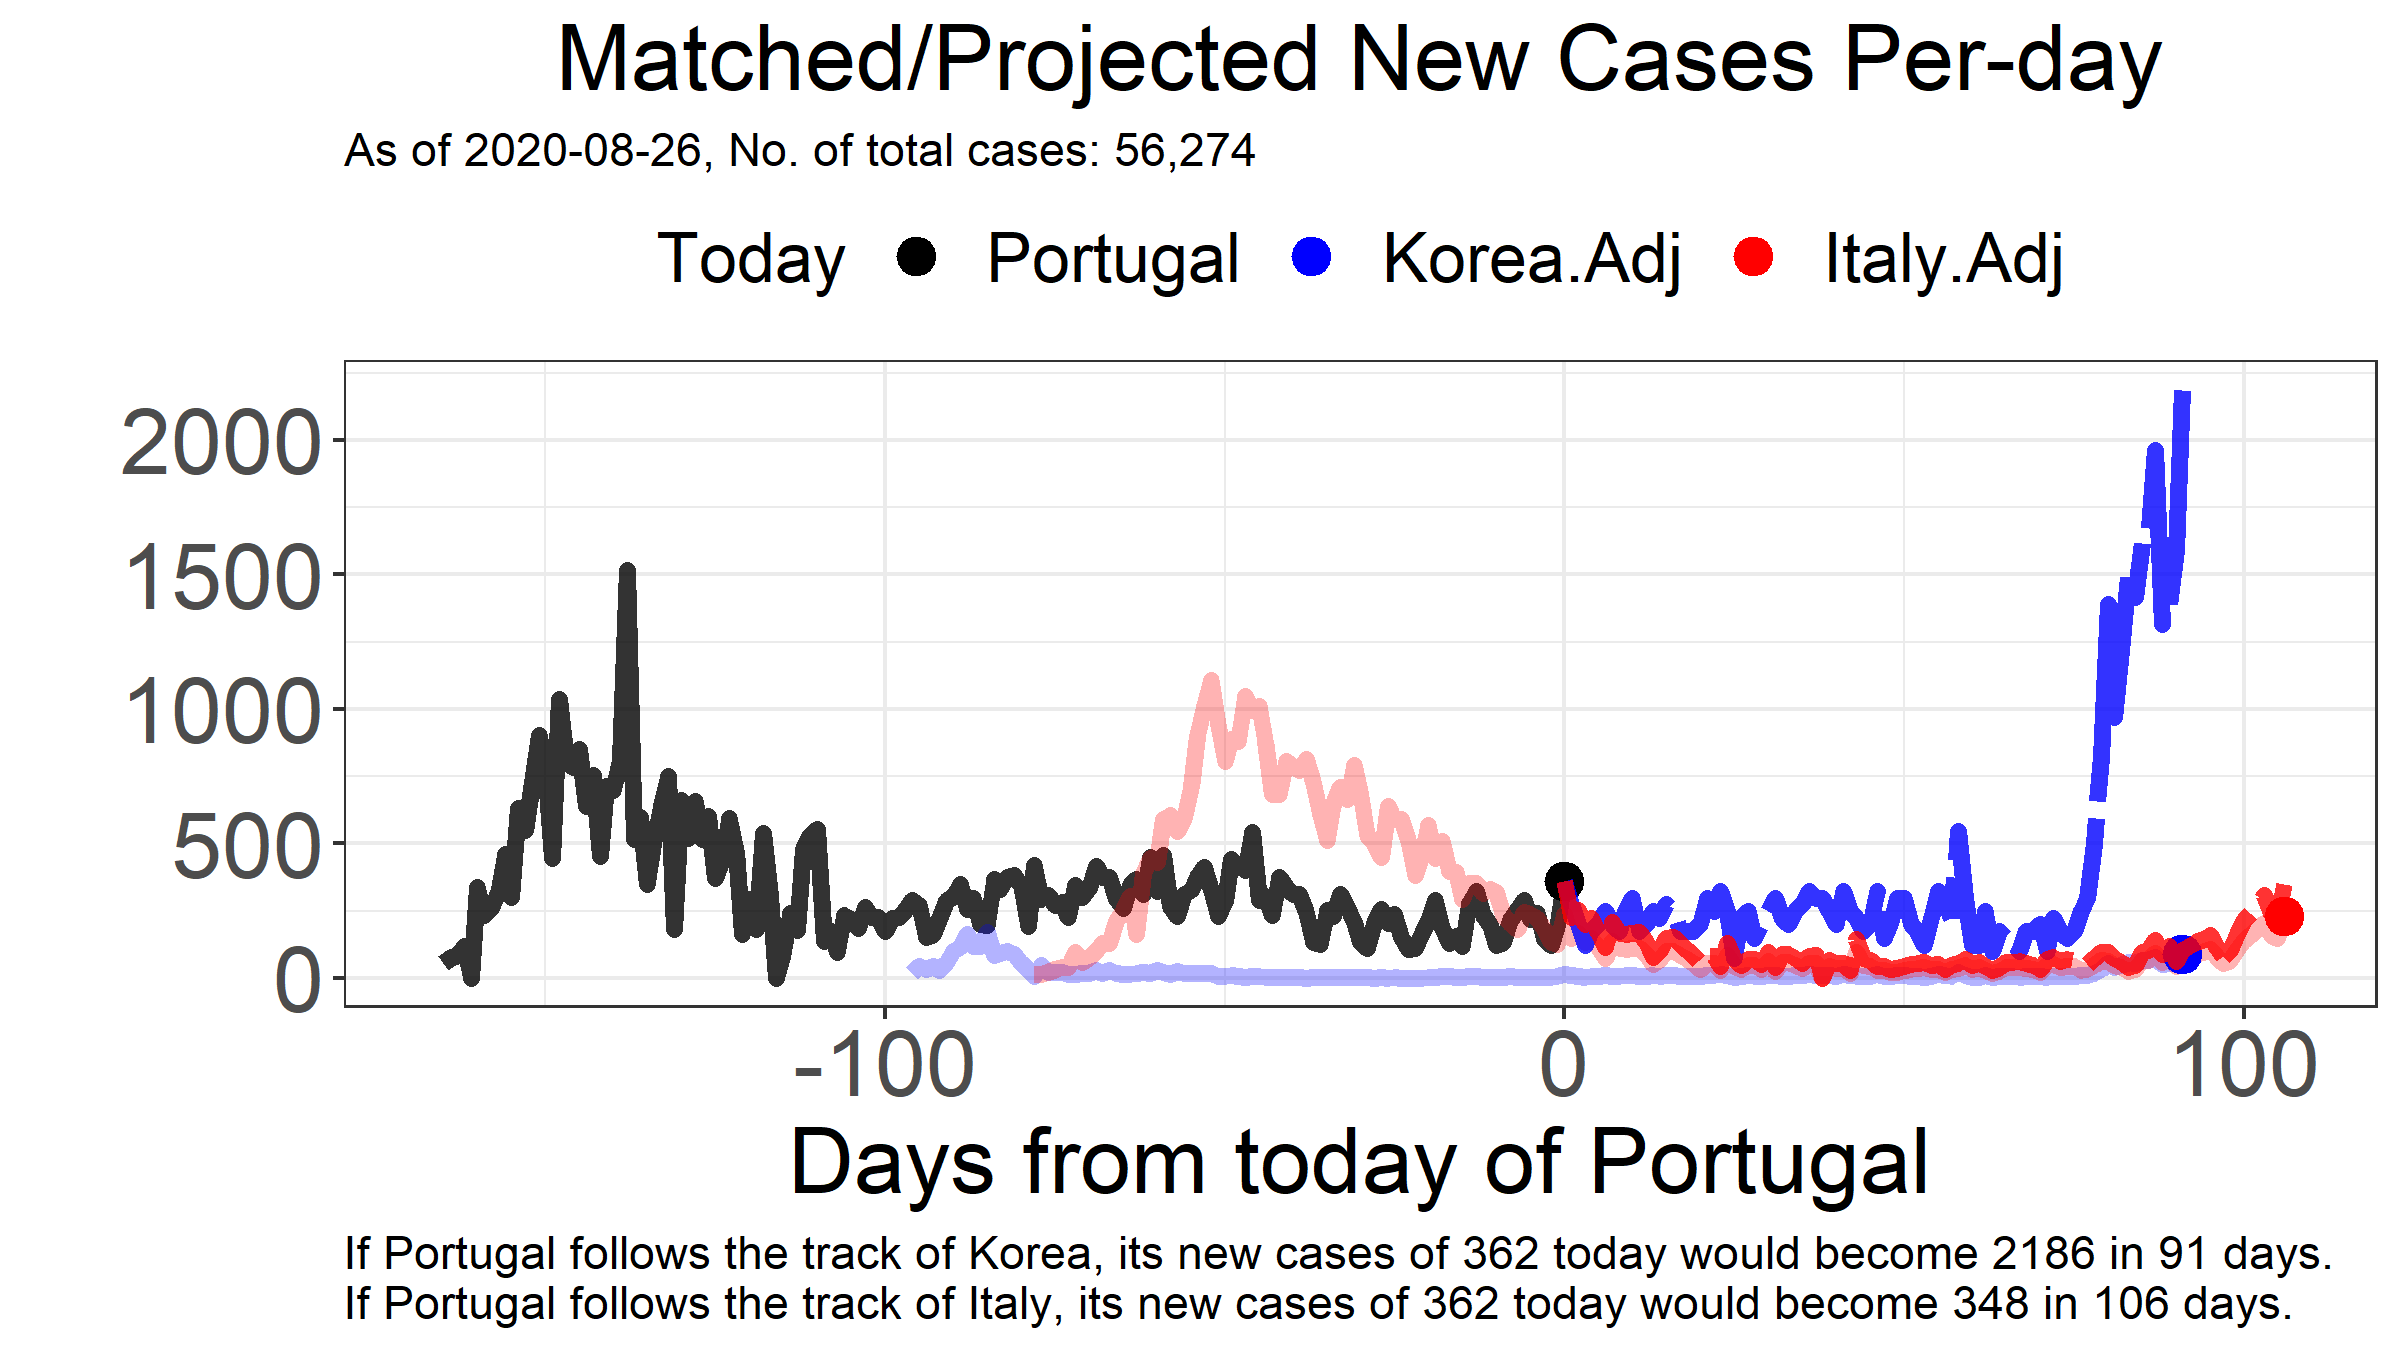 Matched/Projected New Cases Per-day
As of 2020-08-26, No. of total cases: 56,274
Today Portugal Korea.Adj Italy.Adj
2000
1500
1000
500
0
-100 0 100
Days from today of Portugal
If Portugal follows the track of Korea, its new cases of 362 today would become 2186 in 91 days.
If Portugal follows the track of Italy, its new cases of 362 today would become 348 in 106 days.